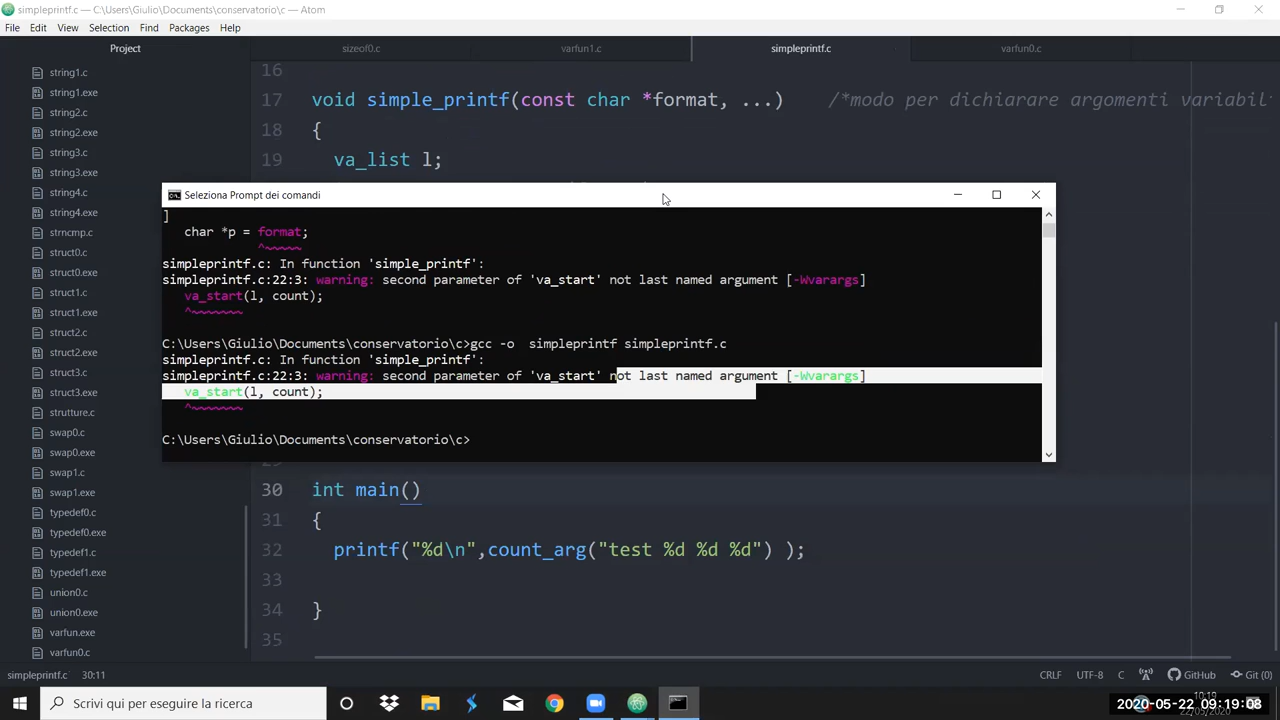 simpleprintf.c — C:\Users\Giulio\Documents\conservatorio\c — Atom
File Edit View Selection Find Packages Help
Project
sizeof0.c
varfun1.c
simpleprintf.c
varfun0.c
string1.c
string1.exe
string2.c
string2.exe
string3.c
string3.exe
string4.c
string4.exe
strncmp.c
struct0.c
struct0.exe
struct1.c
struct1.exe
struct2.c
struct2.exe
struct3.c
struct3.exe
strutture.c
swap0.c
swap0.exe
swap1.c
swap1.exe
typedef0.c
typedef0.exe
typedef1.c
typedef1.exe
union0.c
union0.exe
varfun.exe
varfun0.c
16
17 void simple_printf(const char *format, ...) /*modo per dichiarare argomenti variabil
18 {
19 va_list l;
Seleziona Prompt dei comandi
]
char *p = format;
^~~~~~
simpleprintf.c: In function 'simple_printf':
simpleprintf.c:22:3: warning: second parameter of 'va_start' not last named argument [-Wvarargs]
va_start(l, count);
^~~~~~~~
C:\Users\Giulio\Documents\conservatorio\c>gcc -o  simpleprintf simpleprintf.c
simpleprintf.c: In function 'simple_printf':
simpleprintf.c:22:3: warning: second parameter of 'va_start' not last named argument [-Wvarargs]
va_start(l, count);
^~~~~~~~
C:\Users\Giulio\Documents\conservatorio\c>
30 int main()
31 {
32 printf("%d\n",count_arg("test %d %d %d") );
33
34 }
35
simpleprintf.c 30:11
CRLF UTF-8 C GitHub Git (0)
Scrivi qui per eseguire la ricerca
10:19
22/05/2020
2020-05-22 09:19:08